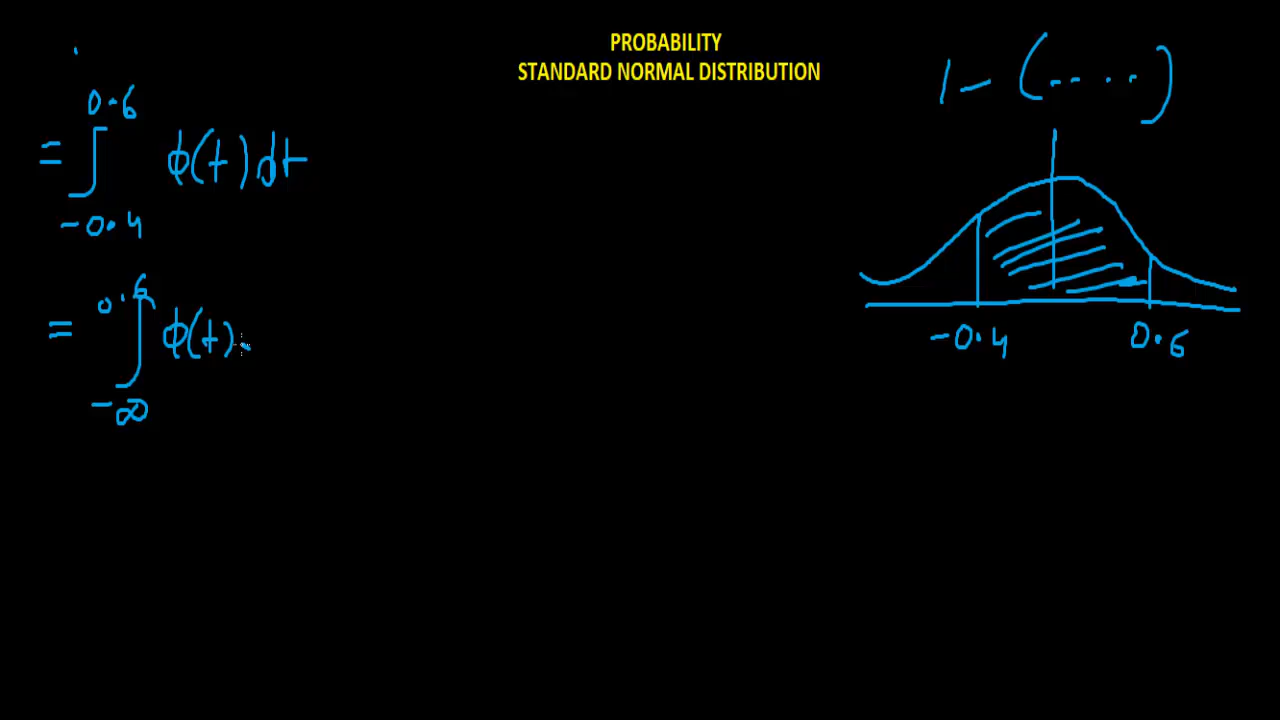 PROBABILITY
STANDARD NORMAL DISTRIBUTION
1 - (....)
= ∫_{-0.4}^{0.6} ϕ(t) dt
= ∫_{-∞}^{0.6} ϕ(t)
-0.4 0.6